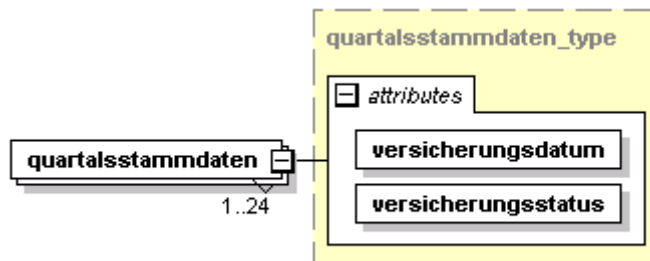 quartalsstammdaten_type
attributes
quartalsstammdaten
versicherungsdatum
versicherungsstatus
1..24